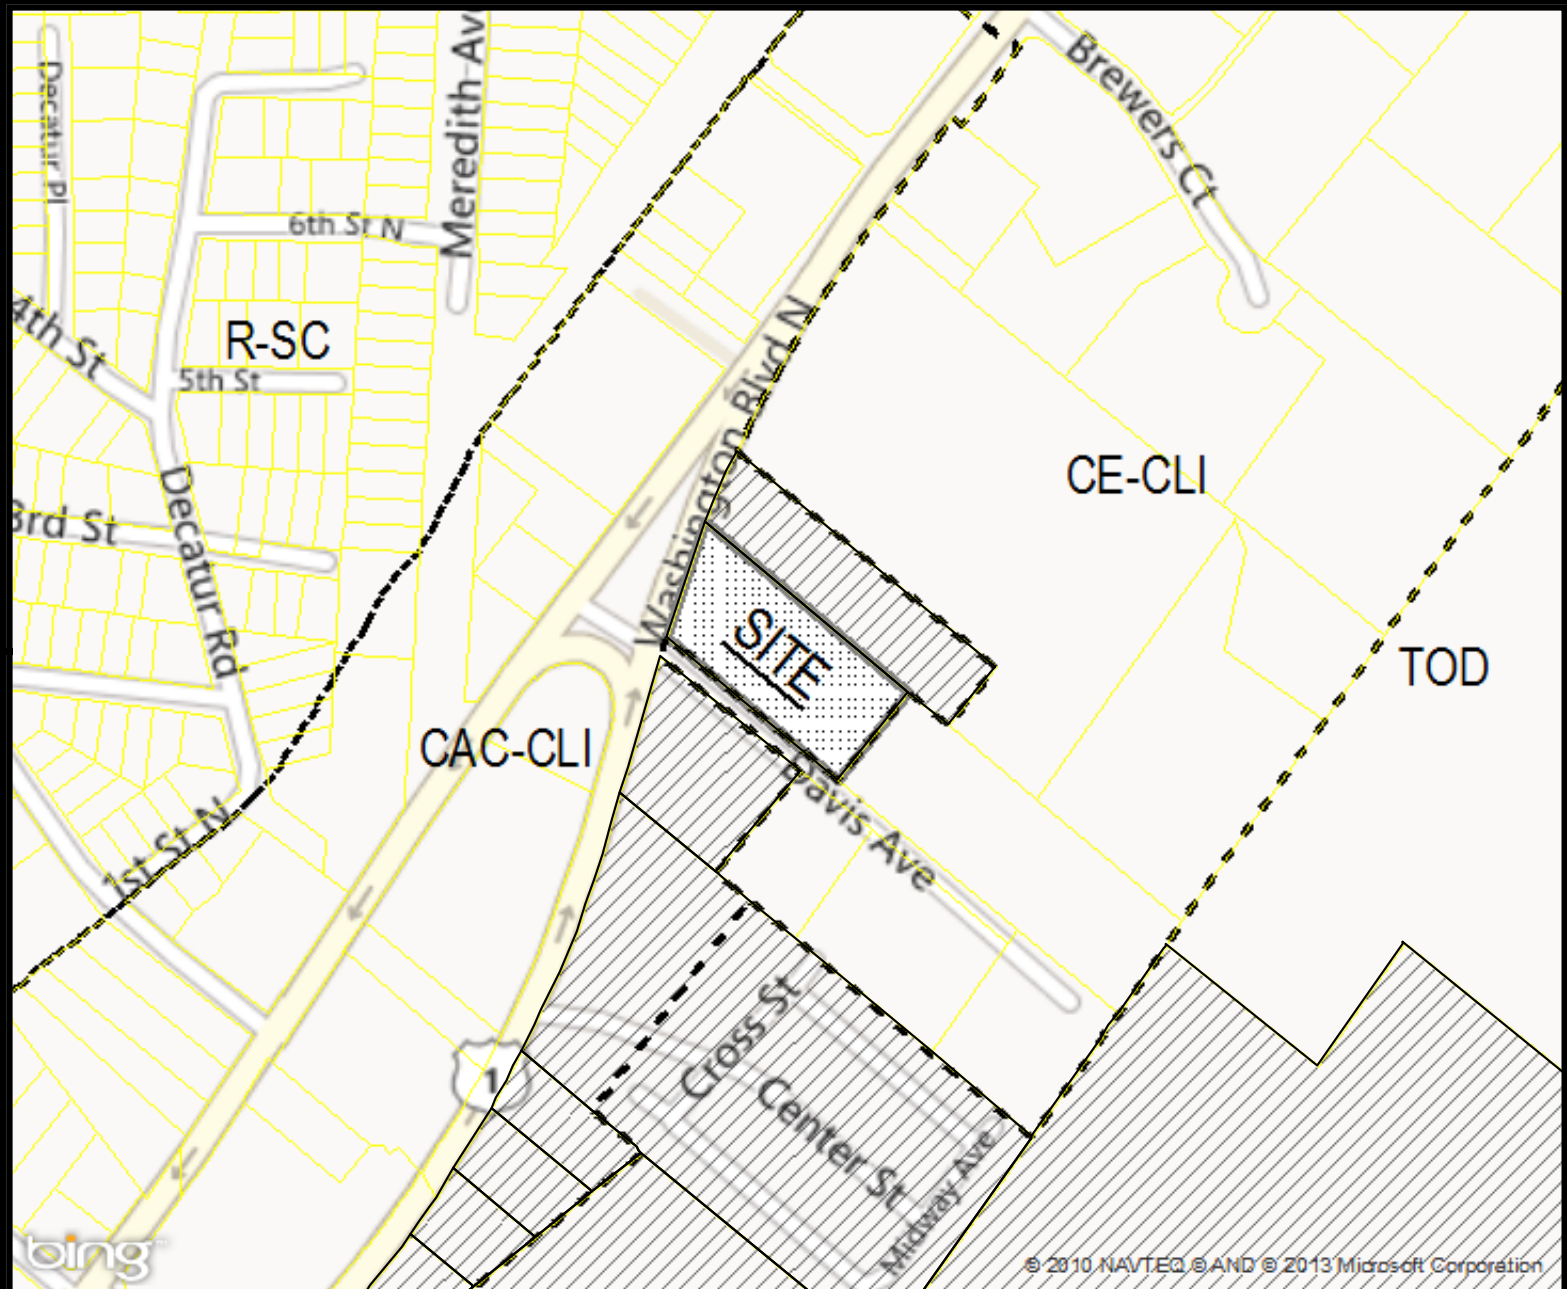 Decatur Pl
Meredith Ave
Brewers Ct
6th St N
4th St
R-SC
5th St
Washington Blvd N
CE-CLI
3rd St
Decatur Rd
SITE
TOD
CAC-CLI
Davis Ave
1st St N
Cross St
1
Center St
Midway Ave
bing™
© 2010 NAVTEQ © AND © 2013 Microsoft Corporation